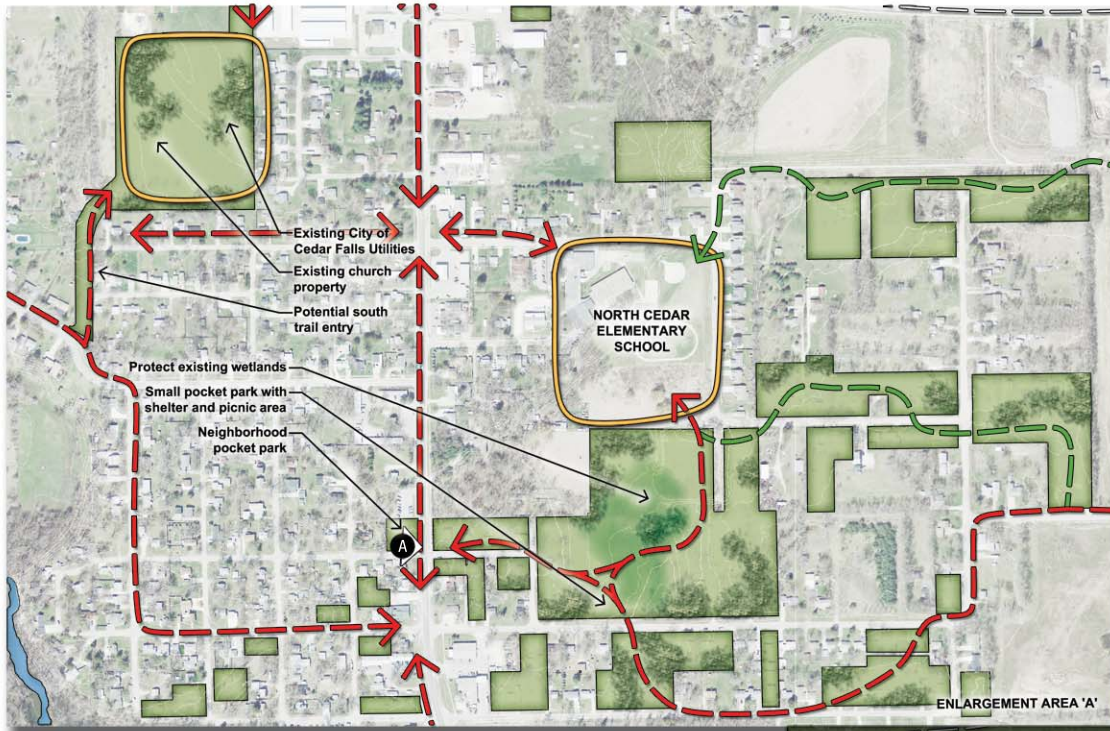 Existing City of
Cedar Falls Utilities
Existing church
property
Potential south
trail entry
NORTH CEDAR
ELEMENTARY
SCHOOL
Protect existing wetlands
Small pocket park with
shelter and picnic area
Neighborhood
pocket park
A
ENLARGEMENT AREA 'A'